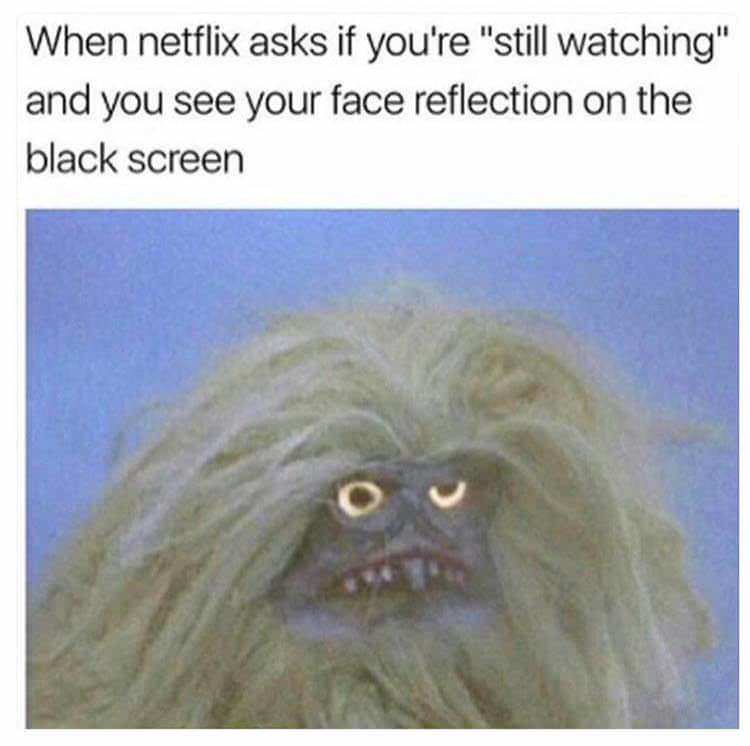 When netflix asks if you're "still watching"
and you see your face reflection on the
black screen